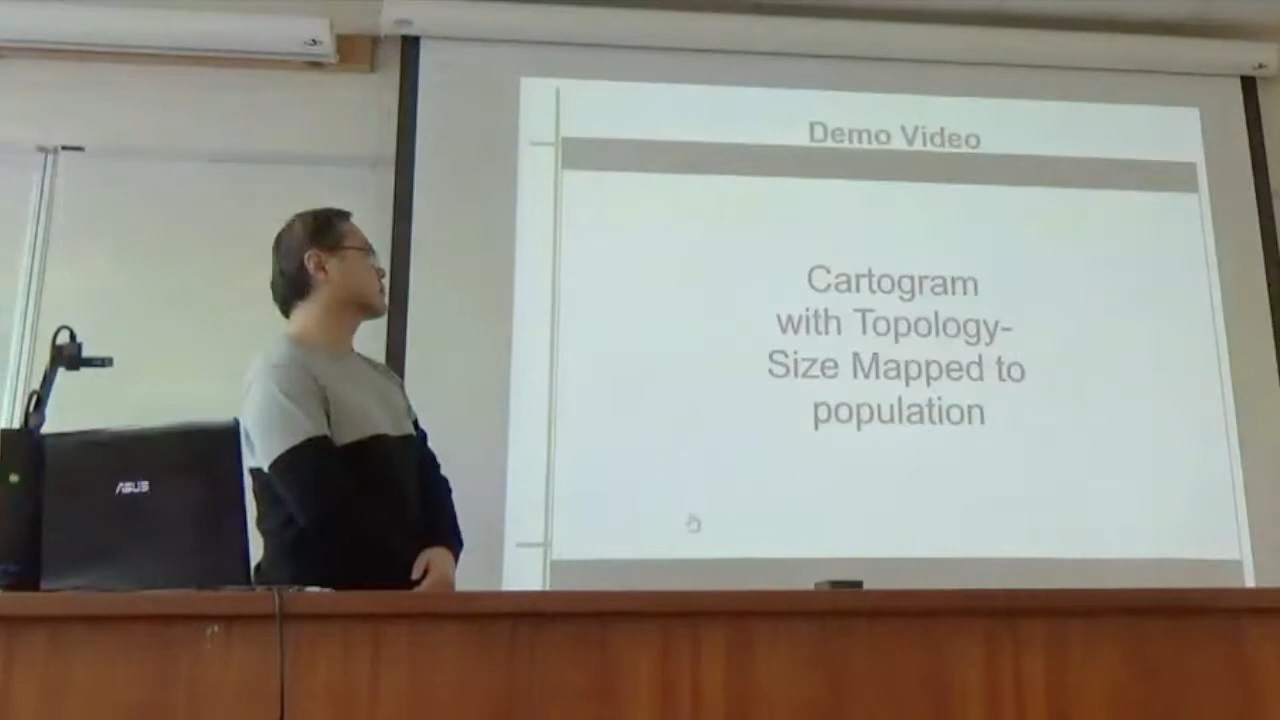 Demo Video
Cartogram
with Topology-
Size Mapped to
population
ASUS